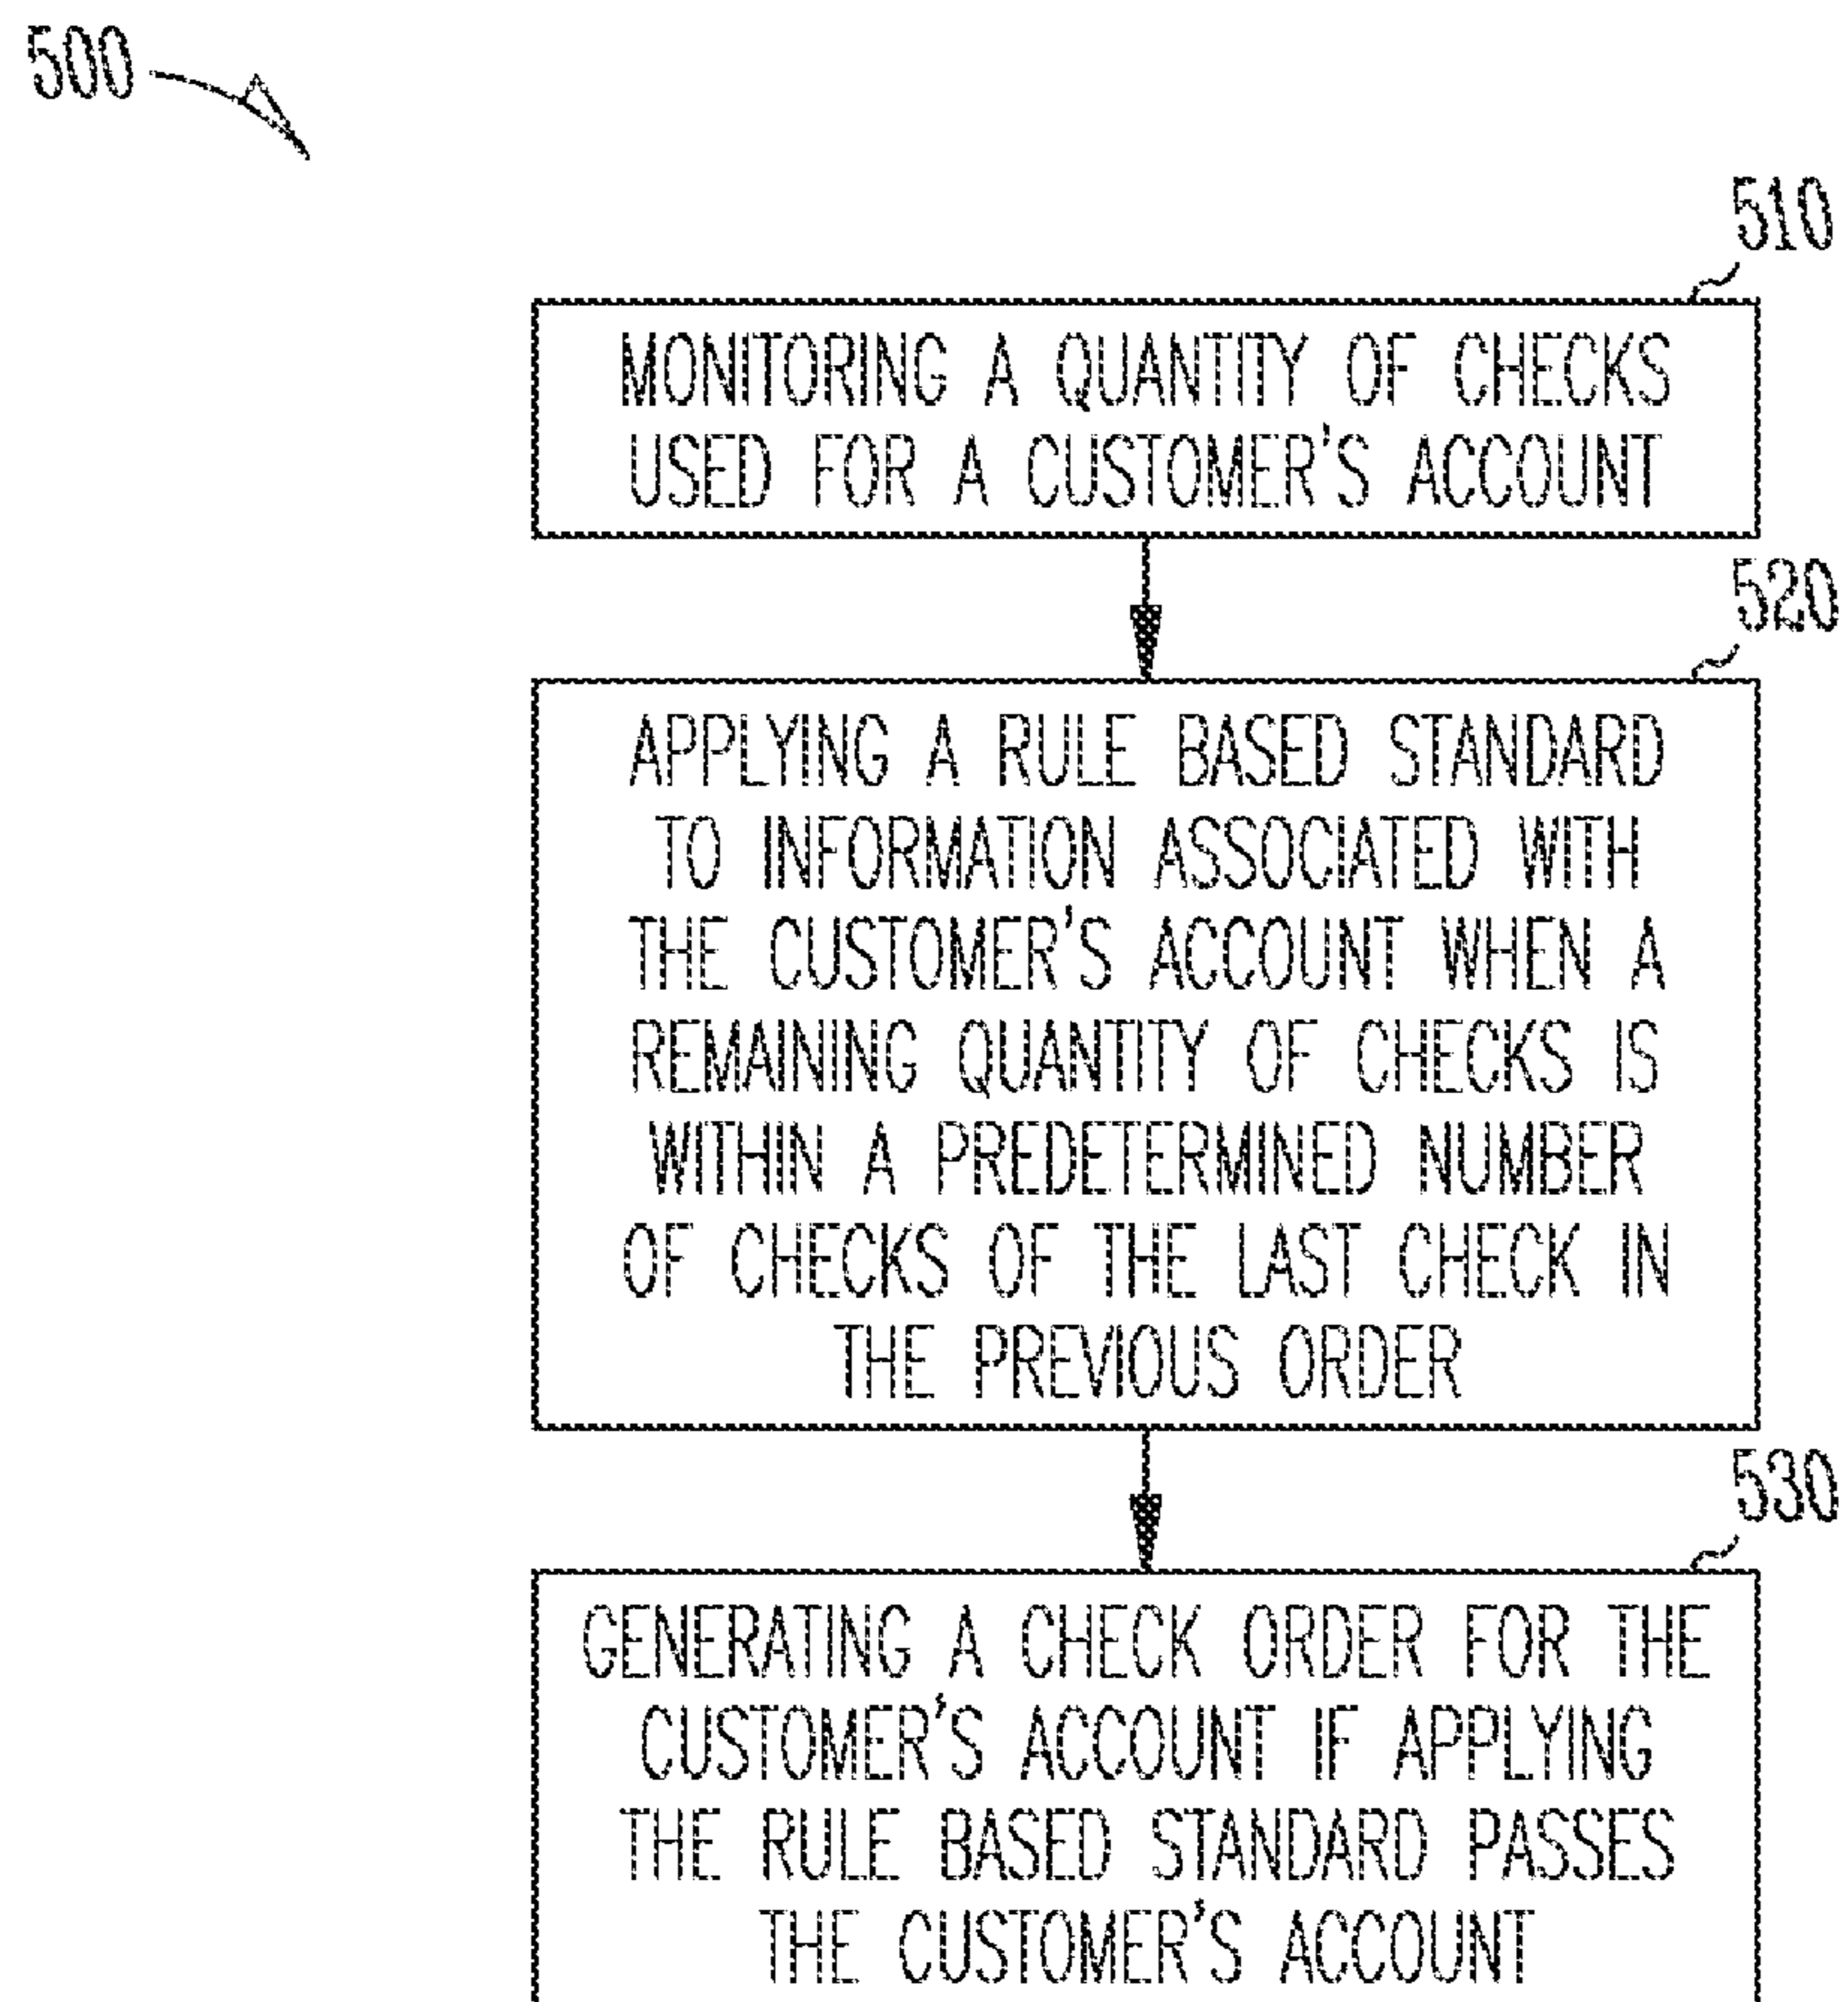 500
510
MONITORING A QUANTITY OF CHECKS
USED FOR A CUSTOMER'S ACCOUNT
520
APPLYING A RULE BASED STANDARD
TO INFORMATION ASSOCIATED WITH
THE CUSTOMER'S ACCOUNT WHEN A
REMAINING QUANTITY OF CHECKS IS
WITHIN A PREDETERMINED NUMBER
OF CHECKS OF THE LAST CHECK IN
THE PREVIOUS ORDER
530
GENERATING A CHECK ORDER FOR THE
CUSTOMER'S ACCOUNT IF APPLYING
THE RULE BASED STANDARD PASSES
THE CUSTOMER'S ACCOUNT